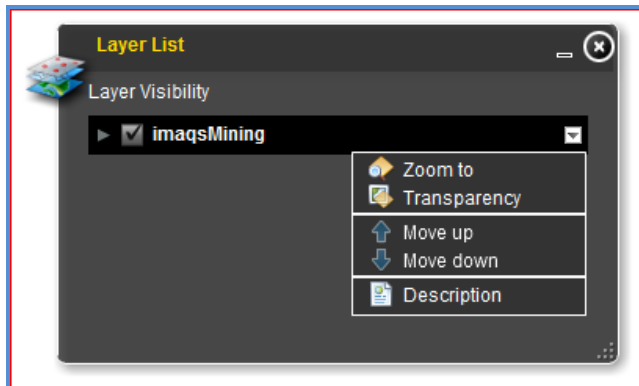 Layer List
Layer Visibility
imaqsMining
Zoom to
Transparency
Move up
Move down
Description